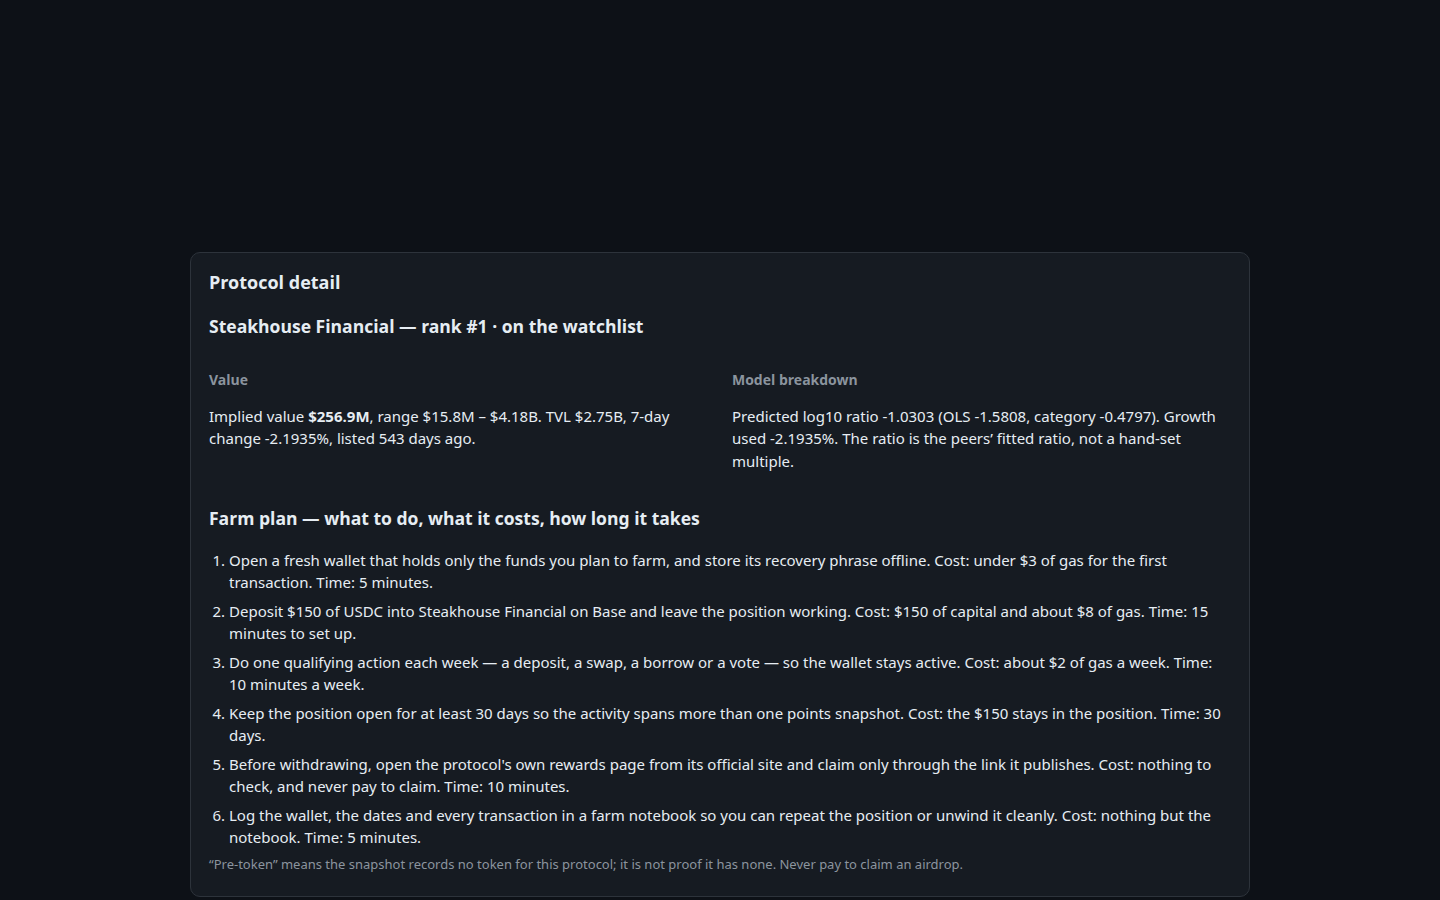 Protocol detail
Steakhouse Financial — rank #1 · on the watchlist
Value
Implied value $256.9M, range $15.8M – $4.18B. TVL $2.75B, 7-day
change -2.1935%, listed 543 days ago.
Model breakdown
Predicted log10 ratio -1.0303 (OLS -1.5808, category -0.4797). Growth
used -2.1935%. The ratio is the peers’ fitted ratio, not a hand-set
multiple.
Farm plan — what to do, what it costs, how long it takes
1. Open a fresh wallet that holds only the funds you plan to farm, and store its recovery phrase offline. Cost: under $3 of gas for the first
transaction. Time: 5 minutes.
2. Deposit $150 of USDC into Steakhouse Financial on Base and leave the position working. Cost: $150 of capital and about $8 of gas. Time: 15
minutes to set up.
3. Do one qualifying action each week — a deposit, a swap, a borrow or a vote — so the wallet stays active. Cost: about $2 of gas a week. Time:
10 minutes a week.
4. Keep the position open for at least 30 days so the activity spans more than one points snapshot. Cost: the $150 stays in the position. Time: 30
days.
5. Before withdrawing, open the protocol's own rewards page from its official site and claim only through the link it publishes. Cost: nothing to
check, and never pay to claim. Time: 10 minutes.
6. Log the wallet, the dates and every transaction in a farm notebook so you can repeat the position or unwind it cleanly. Cost: nothing but the
notebook. Time: 5 minutes.
“Pre-token” means the snapshot records no token for this protocol; it is not proof it has none. Never pay to claim an airdrop.